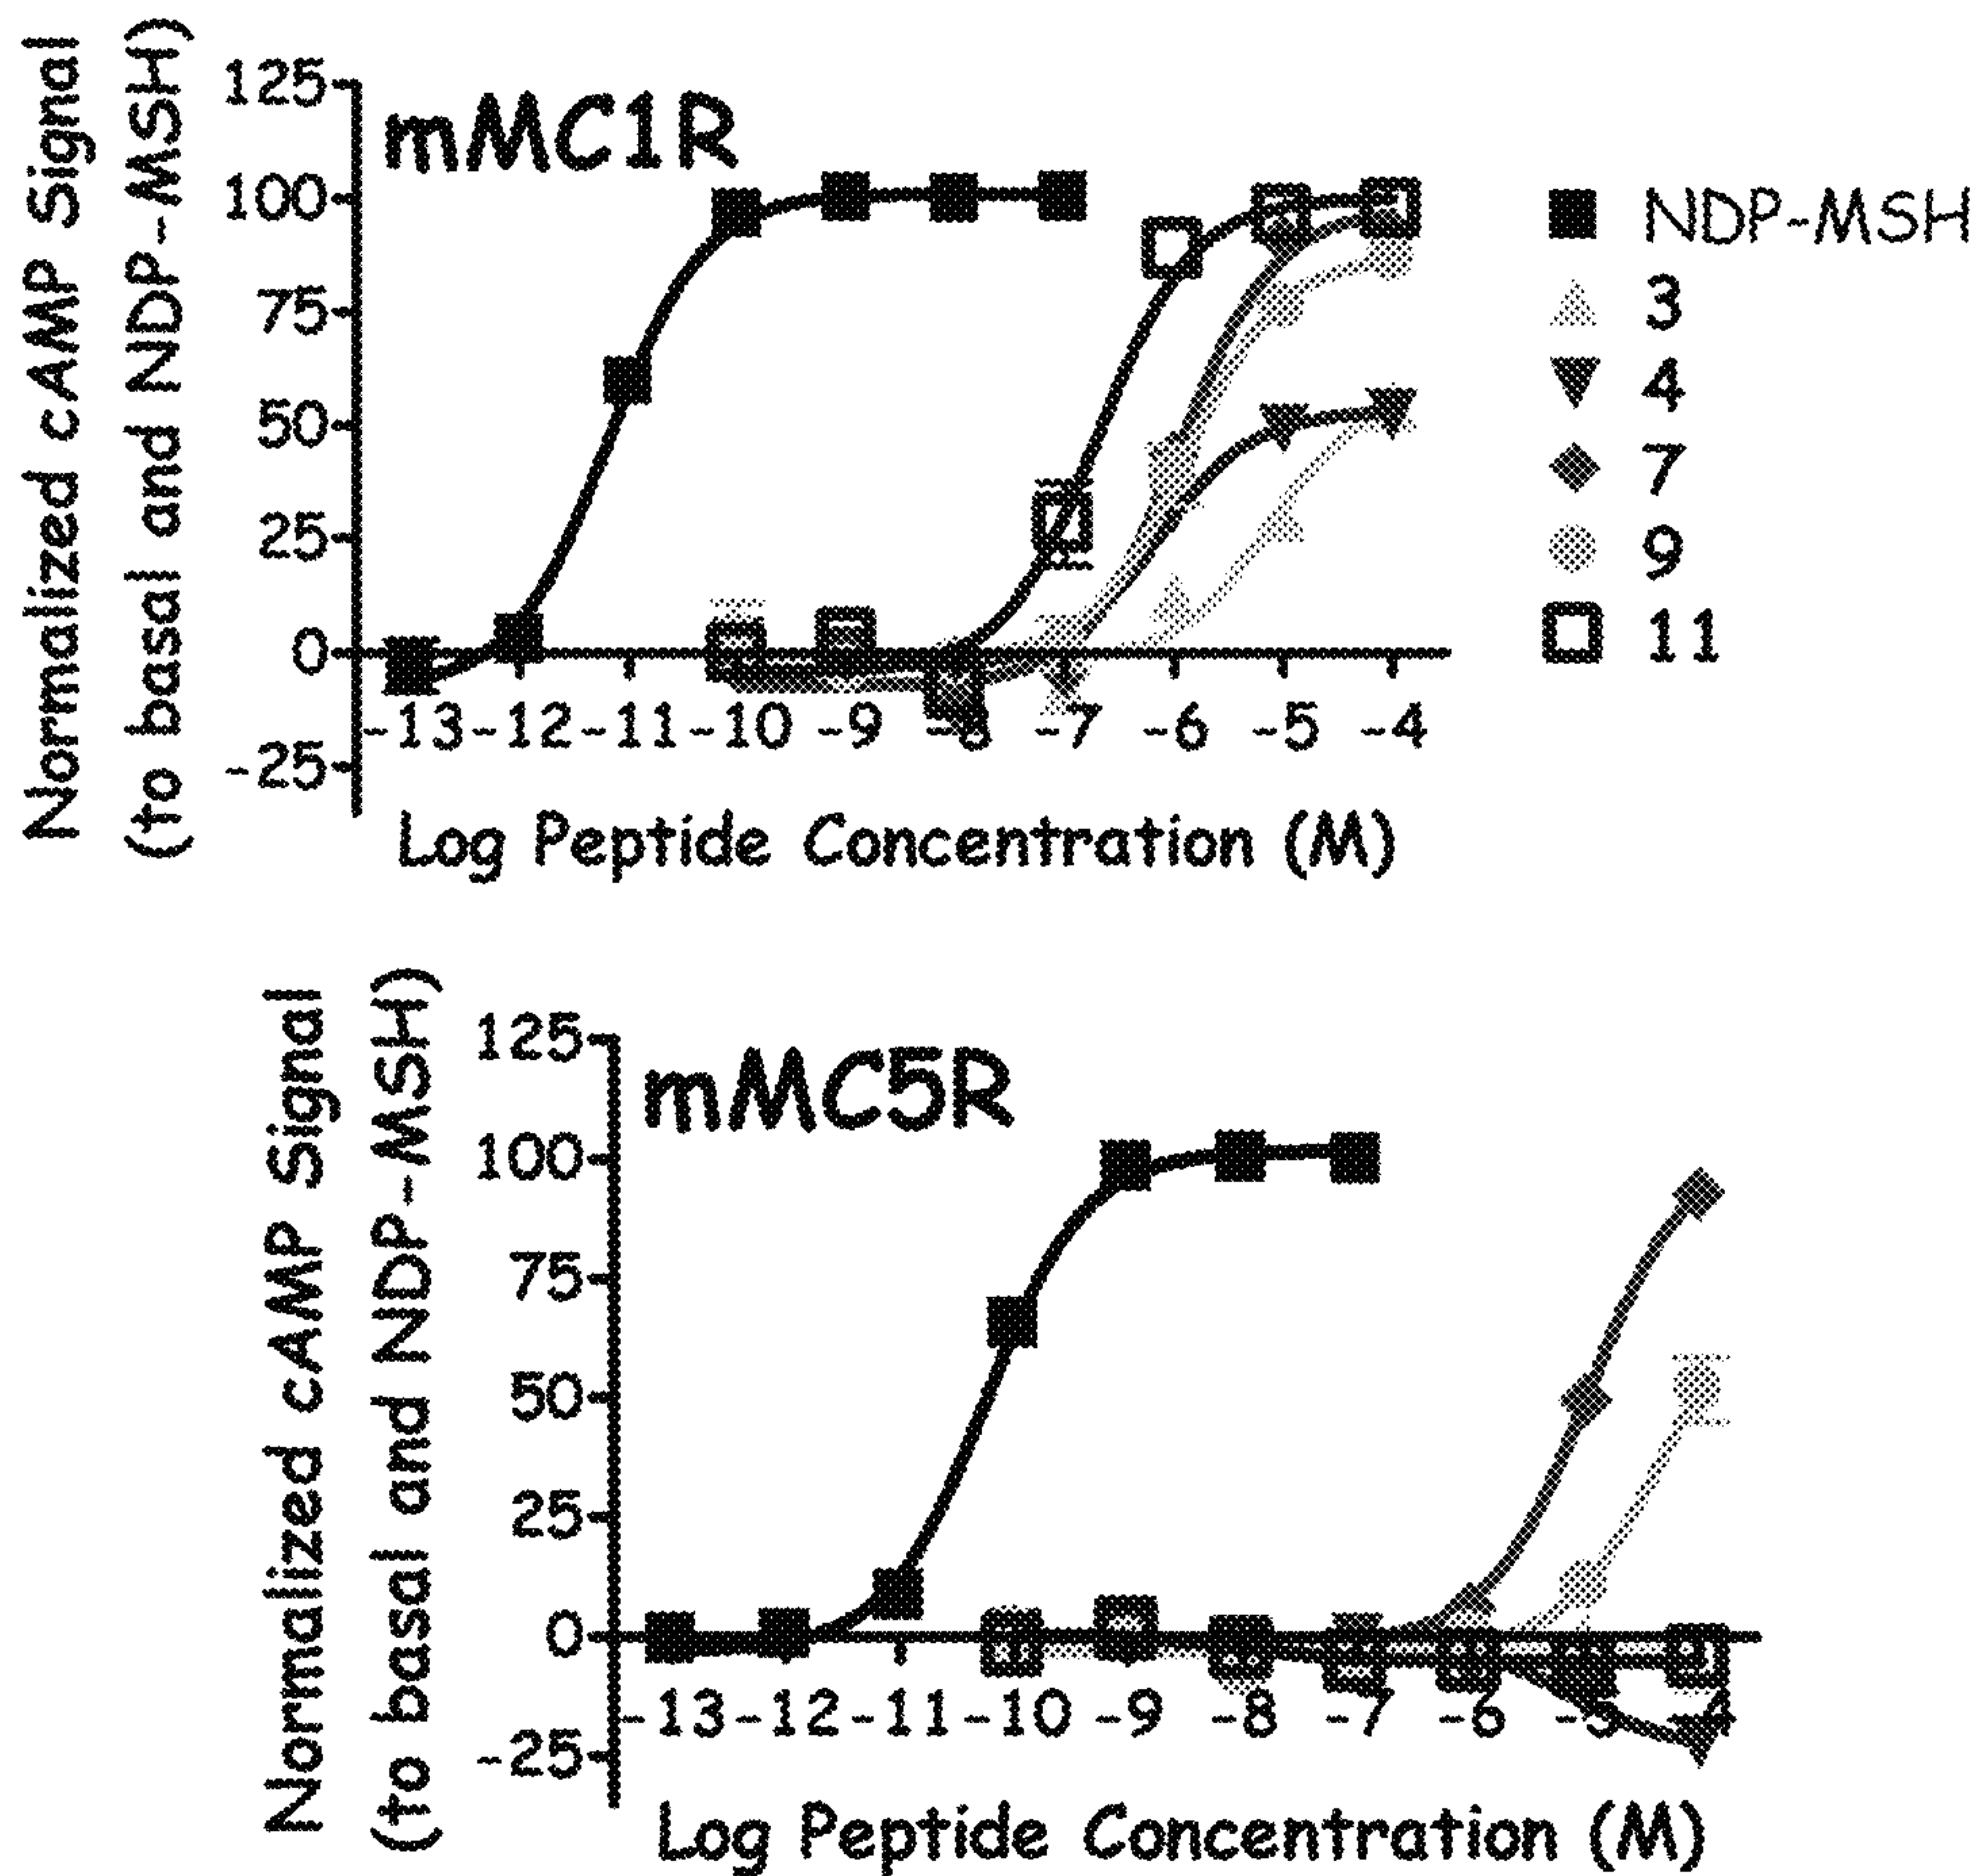 Normalized cAMP Signal
(to basal and NDP-MSH)
mMC1R
125
100
75
50
25
0
-25
-13 -12 -11 -10 -9 -8 -7 -6 -5 -4
Log Peptide Concentration (M)
NDP-MSH
3
4
7
9
11
Normalized cAMP Signal
(to basal and NDP-MSH)
mMC5R
125
100
75
50
25
0
-25
-13 -12 -11 -10 -9 -8 -7 -6 -5 -4
Log Peptide Concentration (M)